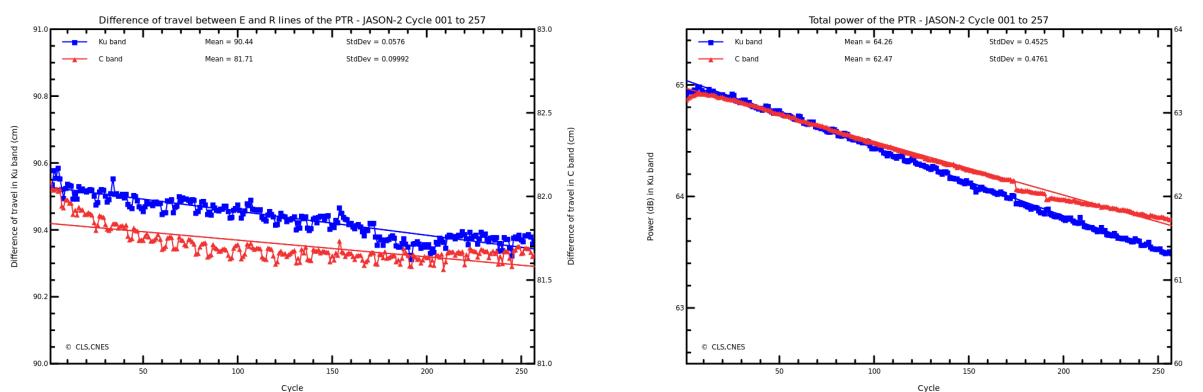 Difference of travel between E and R lines of the PTR - JASON-2 Cycle 001 to 257
91.0
90.8
90.6
90.4
90.2
90.0
Difference of travel in Ku band (cm)
Ku band Mean = 90.44 StdDev = 0.0576
C band Mean = 81.71 StdDev = 0.09992
© CLS,CNES
50 100 150 200 250
Cycle
83.0
82.5
82.0
81.5
81.0
Difference of travel in C band (cm)
Total power of the PTR - JASON-2 Cycle 001 to 257
65
64
63
Power (dB) in Ku band
Ku band Mean = 64.26 StdDev = 0.4525
C band Mean = 62.47 StdDev = 0.4761
© CLS,CNES
50 100 150 200 250
Cycle
64
63
62
61
60